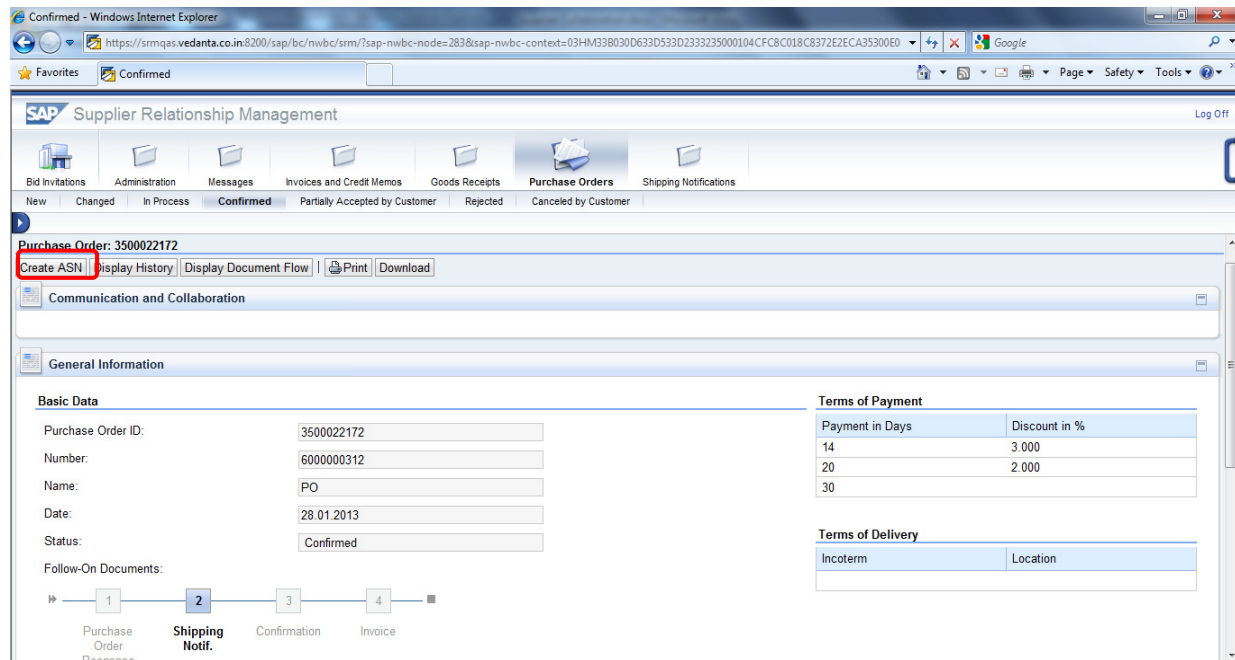 Confirmed - Windows Internet Explorer
https://srmqas.vedanta.co.in:8200/sap/bc/nwbc/srm/?sap-nwbc-node=283&sap-nwbc-context=03HM33B030D633D533D2333235000104CFC8C018C8372E2ECA35300E0 Google
Favorites Confirmed Page Safety Tools
SAP Supplier Relationship Management Log Off
Bid Invitations Administration Messages Invoices and Credit Memos Goods Receipts Purchase Orders Shipping Notifications
New Changed In Process Confirmed Partially Accepted by Customer Rejected Canceled by Customer
Purchase Order: 3500022172
Create ASN Display History Display Document Flow Print Download
Communication and Collaboration
General Information
Basic Data
Purchase Order ID: 3500022172
Number: 6000000312
Name: PO
Date: 28.01.2013
Status: Confirmed
Follow-On Documents:
1 2 3 4
Purchase Order Response
Shipping Notif.
Confirmation
Invoice
Terms of Payment
Payment in Days Discount in %
14 3.000
20 2.000
30
Terms of Delivery
Incoterm Location